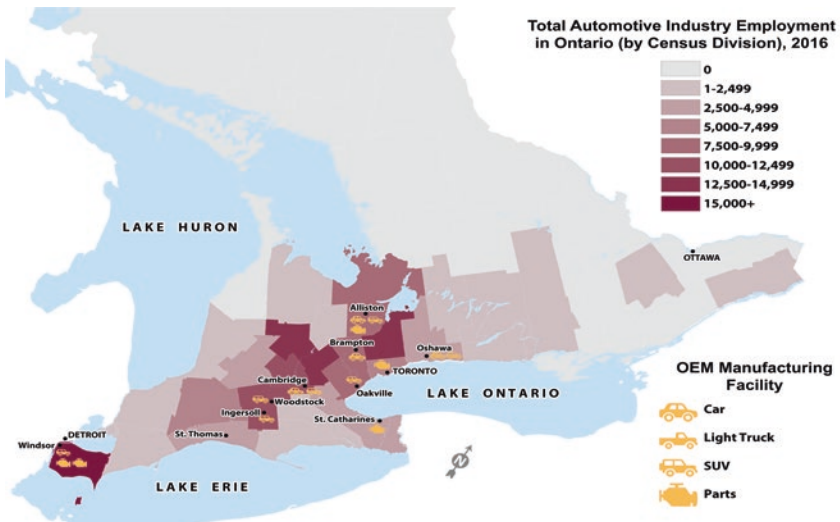 Total Automotive Industry Employment
in Ontario (by Census Division), 2016
0
1-2,499
2,500-4,999
5,000-7,499
7,500-9,999
10,000-12,499
12,500-14,999
15,000+
LAKE HURON
OTTAWA
Alliston
Brampton
Oshawa
TORONTO
Cambridge
Oakville
LAKE ONTARIO
Woodstock
Ingersoll
St. Catharines
St. Thomas
DETROIT
Windsor
LAKE ERIE
N
OEM Manufacturing
Facility
Car
Light Truck
SUV
Parts